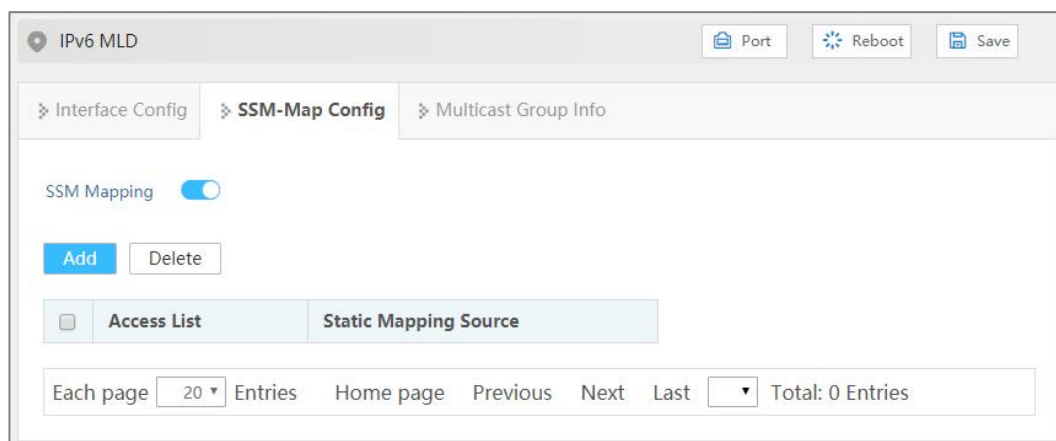 IPv6 MLD Port Reboot Save
Interface Config SSM-Map Config Multicast Group Info
SSM Mapping
Add Delete
Access List Static Mapping Source
Each page 20 Entries Home page Previous Next Last Total: 0 Entries